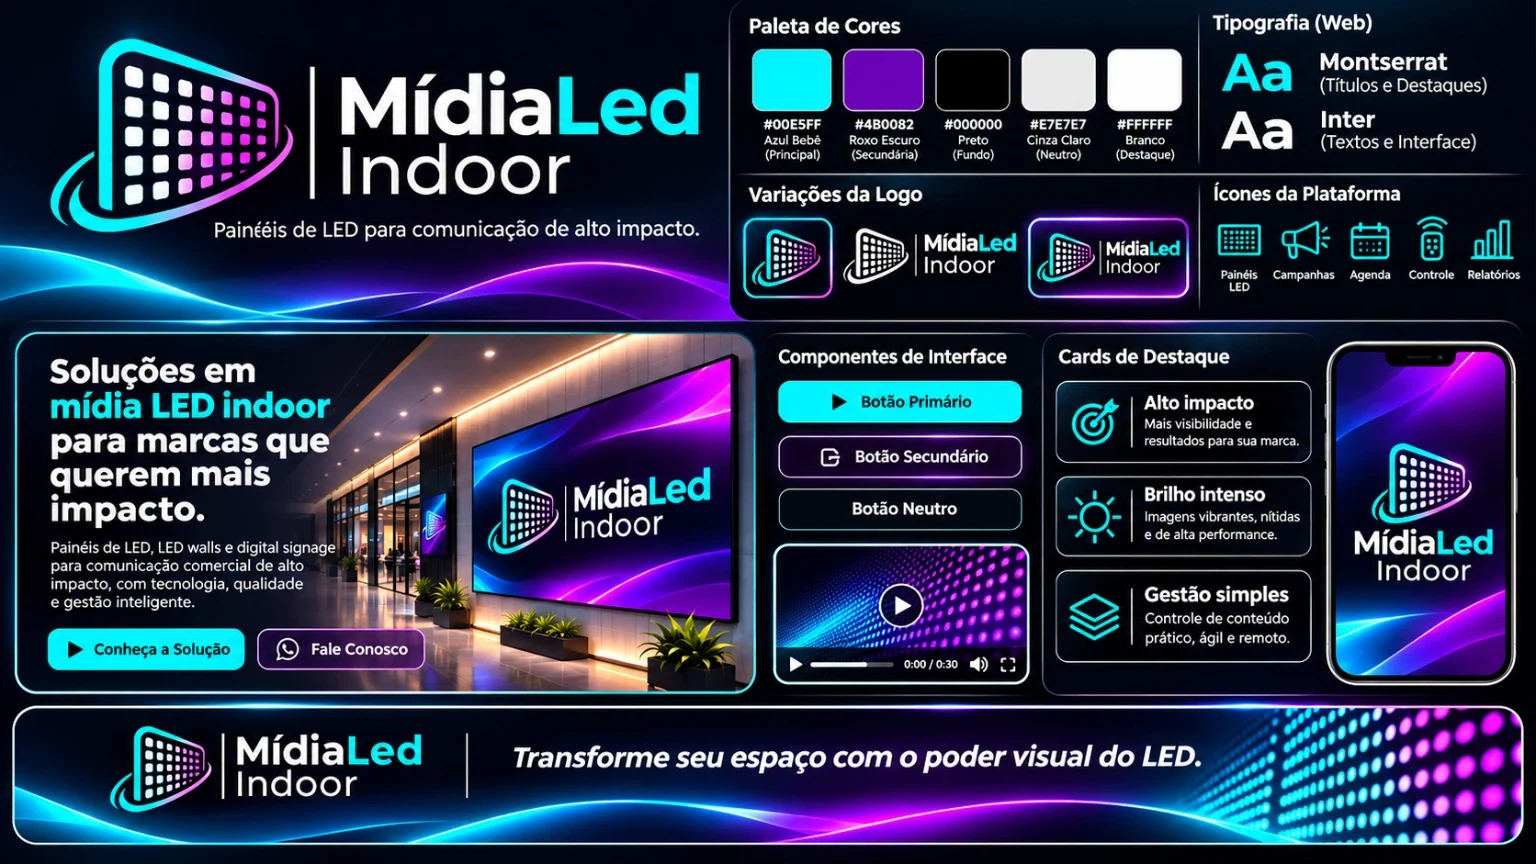 MídiaLed
Indoor
Painéis de LED para comunicação de alto impacto.
Paleta de Cores
#00E5FF
Azul Bebê
(Principal)
#4B0082
Roxo Escuro
(Secundária)
#000000
Preto
(Fundo)
#E7E7E7
Cinza Claro
(Neutro)
#FFFFFF
Branco
(Destaque)
Tipografia (Web)
Aa
Montserrat
(Títulos e Destaques)
Aa
Inter
(Textos e Interface)
Variações da Logo
MídiaLed
Indoor
MídiaLed
Indoor
Ícones da Plataforma
Painéis
LED
Campanhas
Agenda
Controle
Relatórios
Soluções em
mídia LED indoor
para marcas que
querem mais
impacto.
Painéis de LED, LED walls e digital signage
para comunicação comercial de alto
impacto, com tecnologia, qualidade
e gestão inteligente.
Conheça a Solução
Fale Conosco
MídiaLed
Indoor
Componentes de Interface
Botão Primário
Botão Secundário
Botão Neutro
0:00 / 0:30
Cards de Destaque
Alto impacto
Mais visibilidade e
resultados para sua marca.
Brilho intenso
Imagens vibrantes, nítidas
e de alta performance.
Gestão simples
Controle de conteúdo
prático, ágil e remoto.
MídiaLed
Indoor
MídiaLed
Indoor
Transforme seu espaço com o poder visual do LED.